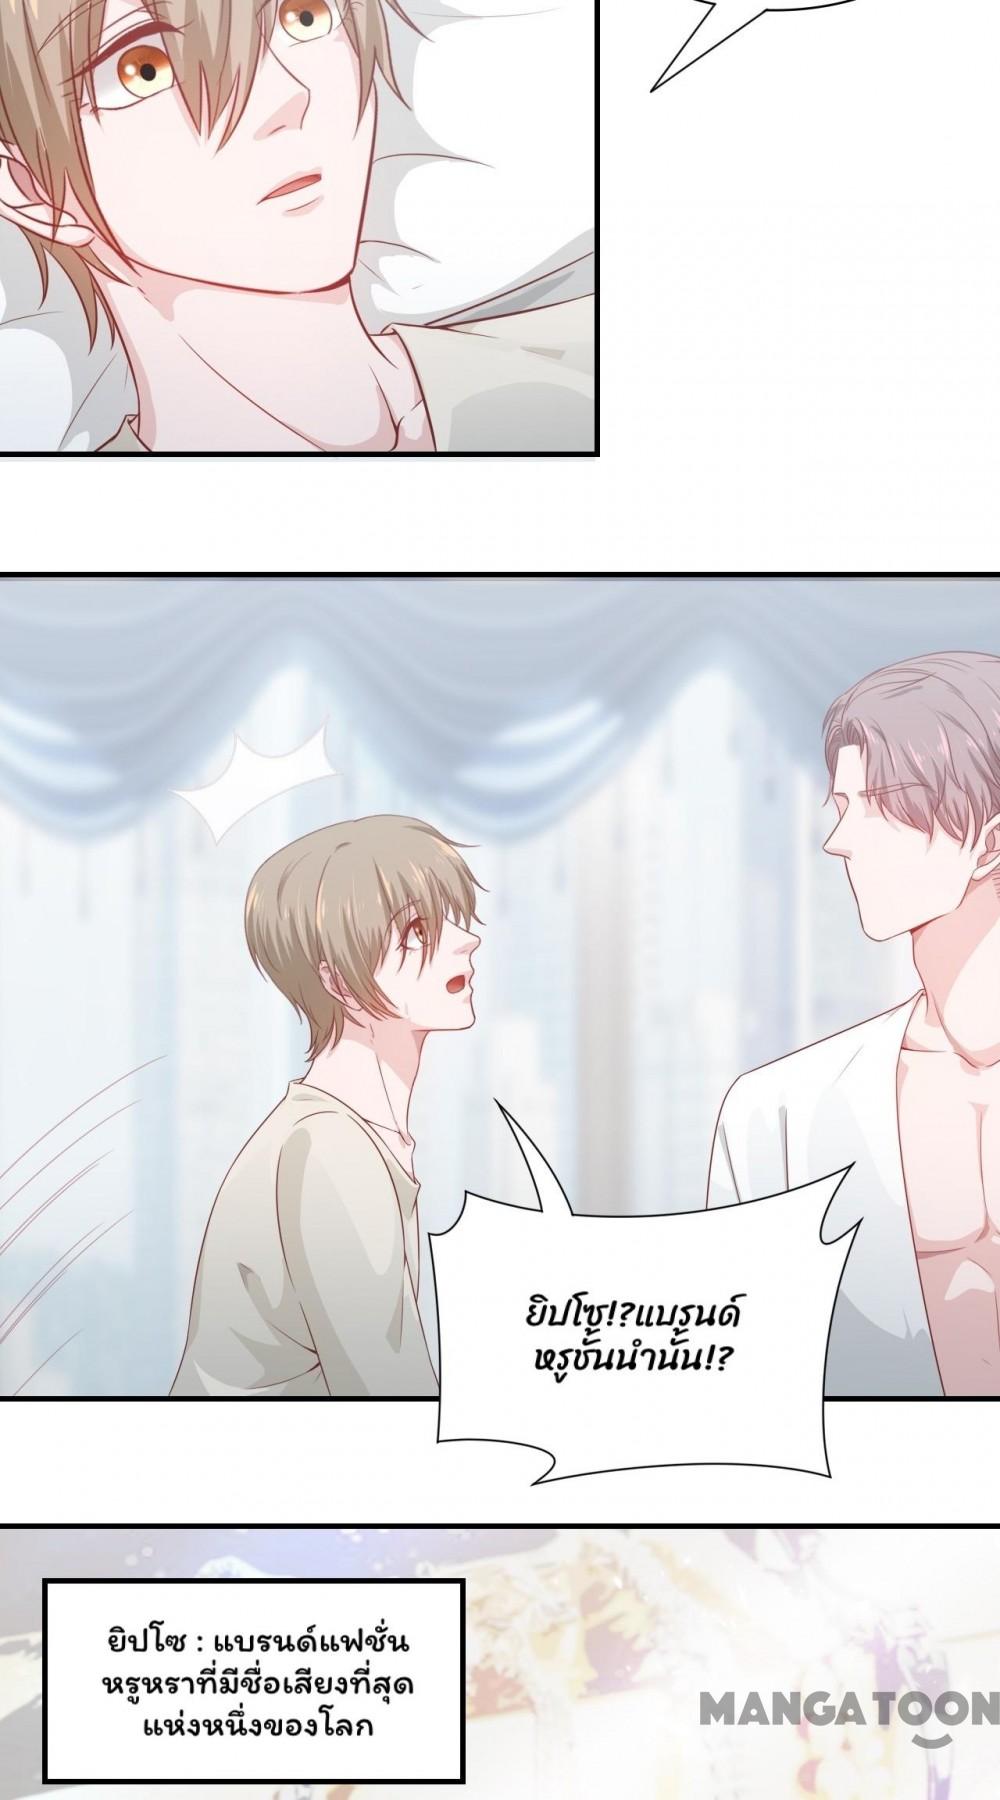 ยิปโซ!?แบรนด์
หรูชั้นนำนั้น!?
ยิปโซ : แบรนด์แฟชั่น
หรูหราที่มีชื่อเสียงที่สุด
แห่งหนึ่งของโลก
MANGATOON